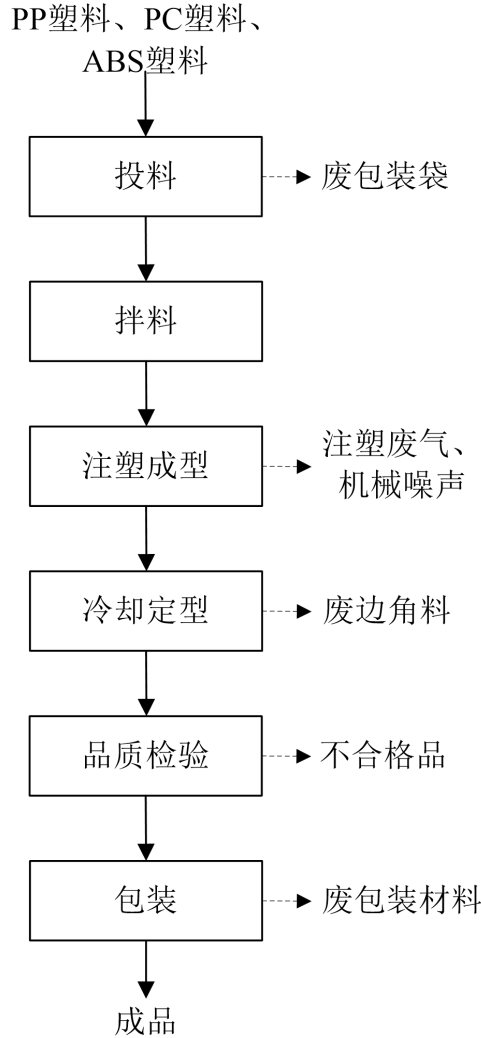 PP塑料、PC塑料、
ABS塑料
投料
废包装袋
拌料
注塑成型
注塑废气、
机械噪声
冷却定型
废边角料
品质检验
不合格品
包装
废包装材料
成品